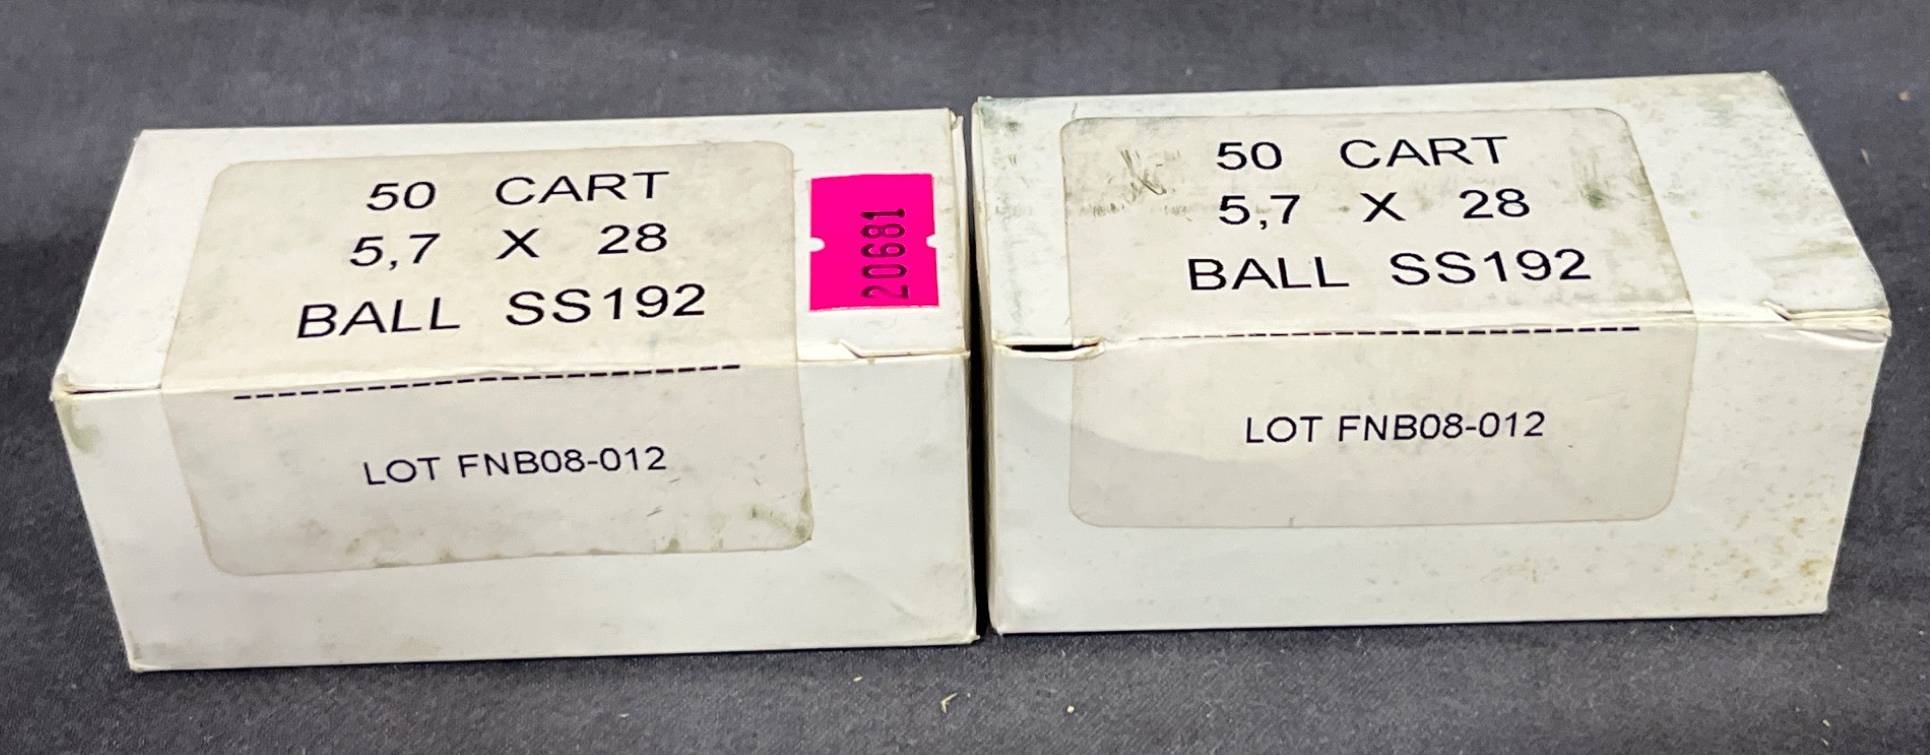 50 CART
5,7 X 28
BALL SS192
LOT FNB08-012
20681
50 CART
5,7 X 28
BALL SS192
LOT FNB08-012